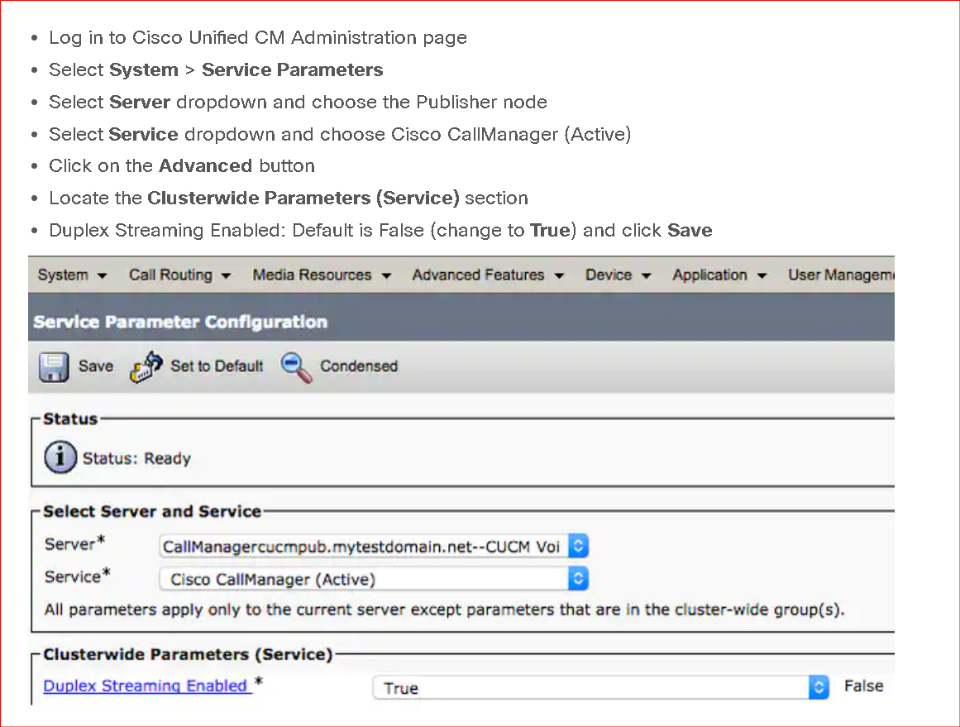 • Log in to Cisco Unified CM Administration page
• Select System > Service Parameters
• Select Server dropdown and choose the Publisher node
• Select Service dropdown and choose Cisco CallManager (Active)
• Click on the Advanced button
• Locate the Clusterwide Parameters (Service) section
• Duplex Streaming Enabled: Default is False (change to True) and click Save
System Call Routing Media Resources Advanced Features Device Application User Manageme
Service Parameter Configuration
Save Set to Default Condensed
Status
Status: Ready
Select Server and Service
Server* CallManagercucmpub.mytestdomain.net--CUCM Voi
Service* Cisco CallManager (Active)
All parameters apply only to the current server except parameters that are in the cluster-wide group(s).
Clusterwide Parameters (Service)
Duplex Streaming Enabled * True False